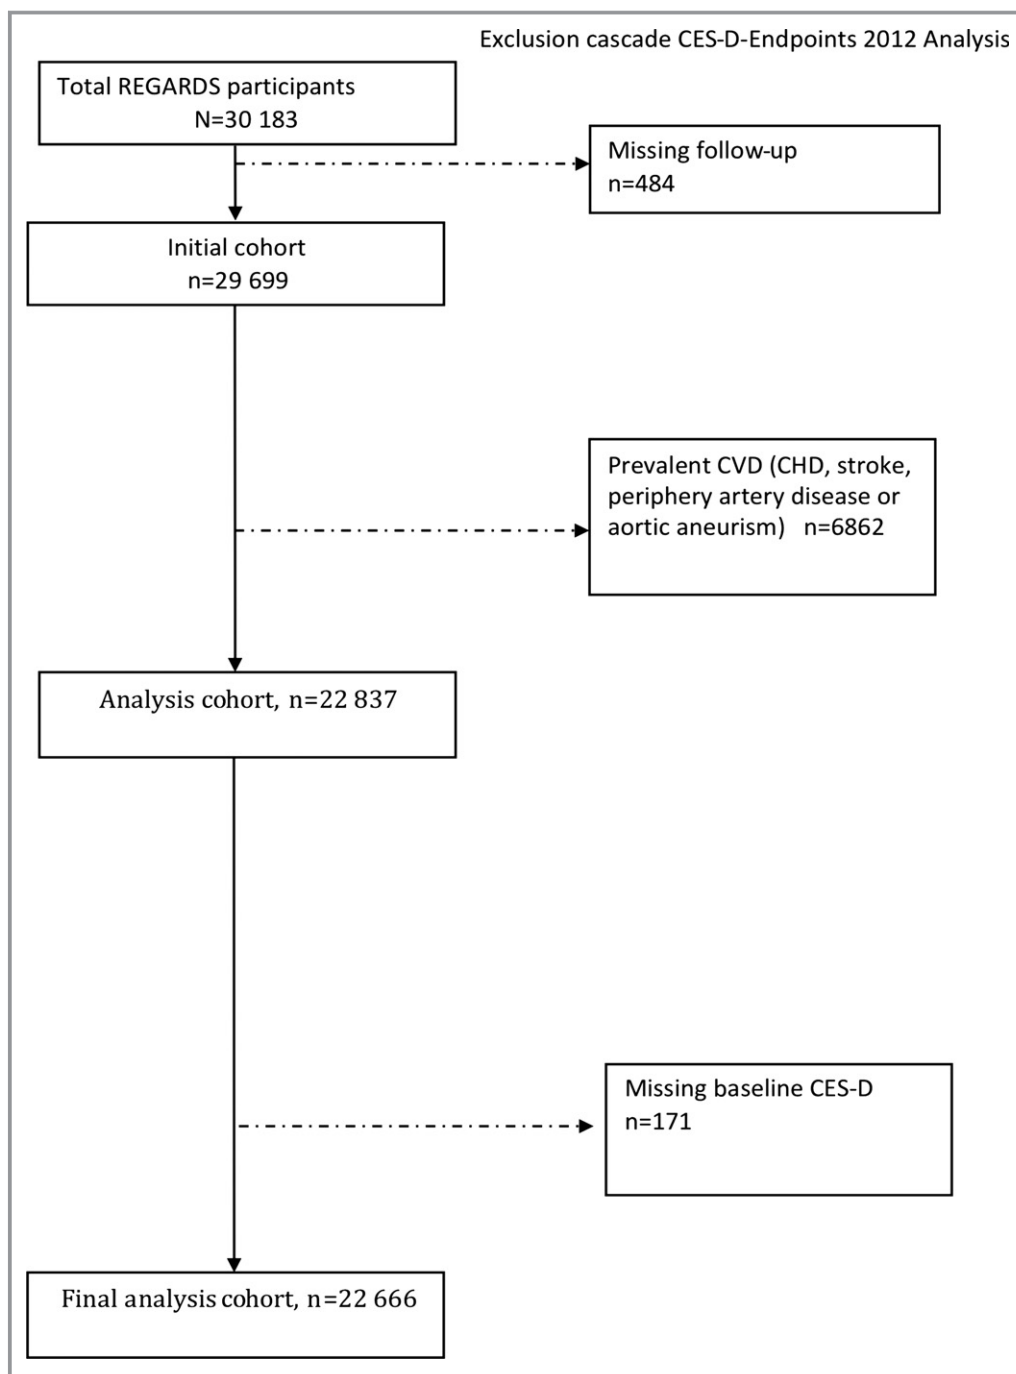 Exclusion cascade CES-D-Endpoints 2012 Analysis
Total REGARDS participants
N=30 183
Missing follow-up
n=484
Initial cohort
n=29 699
Prevalent CVD (CHD, stroke,
periphery artery disease or
aortic aneurism)   n=6862
Analysis cohort, n=22 837
Missing baseline CES-D
n=171
Final analysis cohort, n=22 666